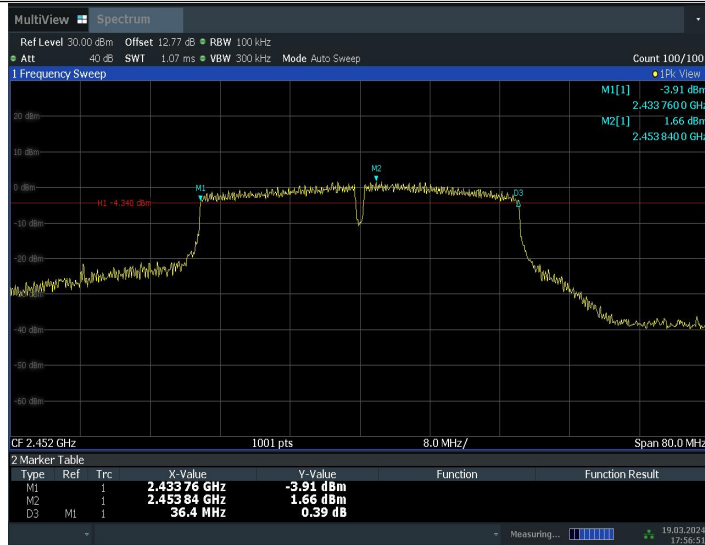 MultiView Spectrum
Ref Level 30.00 dBm Offset 12.77 dB RBW 100 kHz
Att 40 dB SWT 1.07 ms VBW 300 kHz Mode Auto Sweep Count 100/100
1 Frequency Sweep 1Pk View
M1[1] -3.91 dBm
2.433 760 0 GHz
M2[1] 1.66 dBm
2.453 840 0 GHz
20 dBm
10 dBm
M2
0 dBm
M1
D3
H1 -4.340 dBm
-10 dBm
-20 dBm
-40 dBm
-50 dBm
-60 dBm
CF 2.452 GHz 1001 pts 8.0 MHz/ Span 80.0 MHz
2 Marker Table
Type Ref Trc X-Value Y-Value Function Function Result
M1 1 2.433 76 GHz -3.91 dBm
M2 1 2.453 84 GHz 1.66 dBm
D3 M1 1 36.4 MHz 0.39 dB
Measuring... 19.03.2024
17:56:51